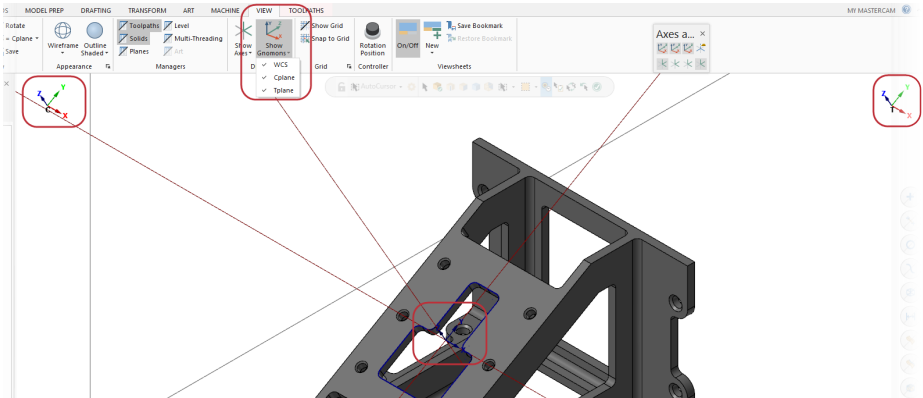 RS MODEL PREP DRAFTING TRANSFORM ART MACHINE VIEW TOOLPATHS MY MASTERCAM
Rotate
= Cplane
Save
Wireframe
Outline
Shaded
Appearance
Toolpaths
Solids
Planes
Level
Multi-Threading
Art
Managers
Show
Axes
Show
Gnomons
D
WCS
Cplane
Tplane
Show Grid
Snap to Grid
Grid
Rotation
Position
Controller
On/Off
New
Save Bookmark
Restore Bookmark
Viewsheets
Axes a... ×
AutoCursor
Z Y
C X
Z Y
T X
Y